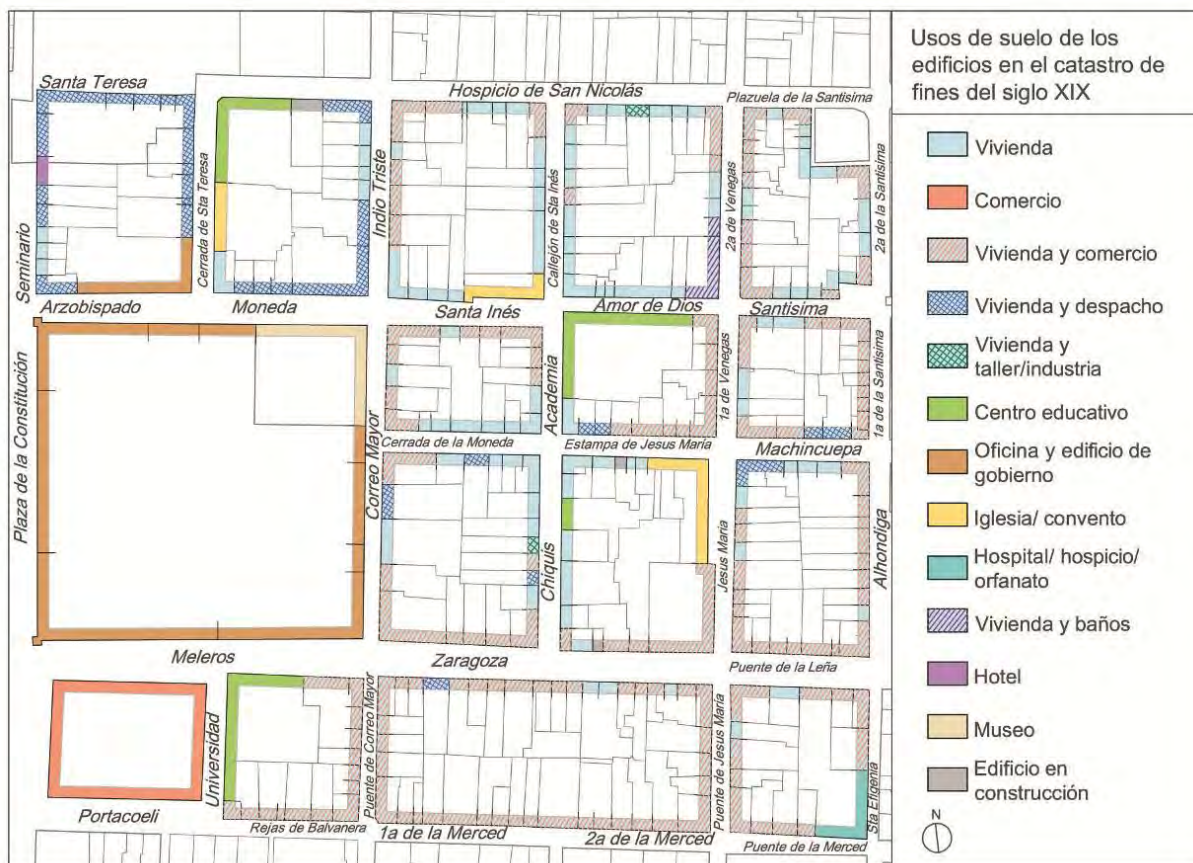 Santa Teresa
Hospicio de San Nicolás
Plazuela de la Santisima
Seminario
Cerrada de Sta Teresa
Indio Triste
Callejón de Sta Inés
2a de Venegas
2a de la Santisima
Arzobispado
Moneda
Santa Inés
Amor de Dios
Santisima
Plaza de la Constitución
Correo Mayor
Academia
1a de Venegas
1a de la Santisima
Cerrada de la Moneda
Estampa de Jesus María
Machincuepa
Chiquis
Jesus Maria
Alhondiga
Meleros
Zaragoza
Puente de la Leña
Universidad
Puente de Correo Mayor
Puente de Jesus María
Sta Efigenia
Portacoeli
Rejas de Balvanera
1a de la Merced
2a de la Merced
Puente de la Merced
Usos de suelo de los
edificios en el catastro de
fines del siglo XIX
Vivienda
Comercio
Vivienda y comercio
Vivienda y despacho
Vivienda y
taller/industria
Centro educativo
Oficina y edificio de
gobierno
Iglesia/ convento
Hospital/ hospicio/
orfanato
Vivienda y baños
Hotel
Museo
Edificio en
construcción
N